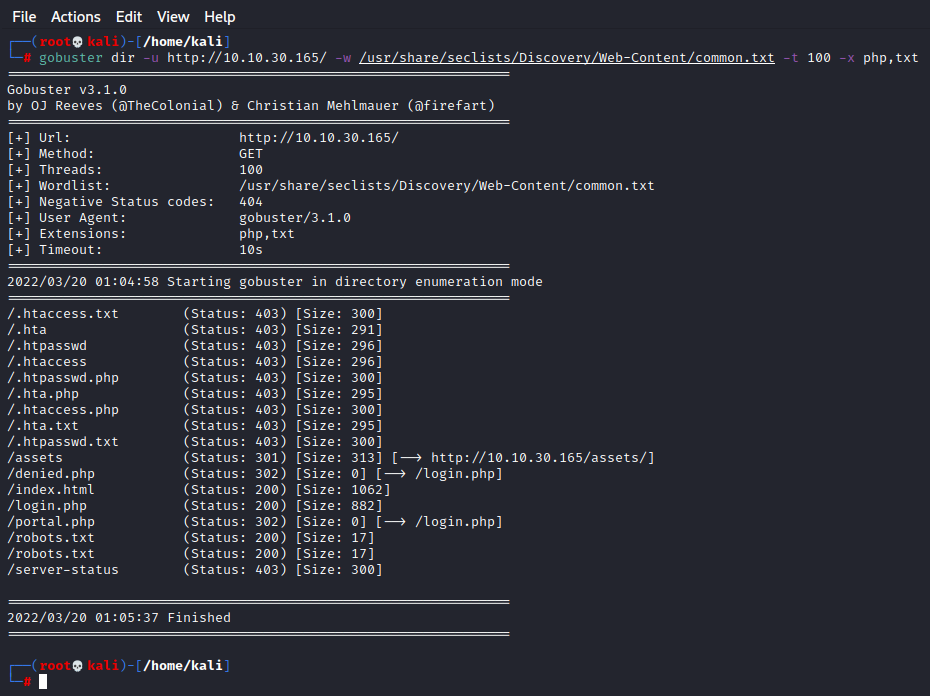 File Actions Edit View Help
┌──(root💀kali)-[/home/kali]
└─# gobuster dir -u http://10.10.30.165/ -w /usr/share/seclists/Discovery/Web-Content/common.txt -t 100 -x php,txt
===============================================================
Gobuster v3.1.0
by OJ Reeves (@TheColonial) & Christian Mehlmauer (@firefart)
===============================================================
[+] Url:                     http://10.10.30.165/
[+] Method:                  GET
[+] Threads:                 100
[+] Wordlist:                /usr/share/seclists/Discovery/Web-Content/common.txt
[+] Negative Status codes:   404
[+] User Agent:              gobuster/3.1.0
[+] Extensions:              php,txt
[+] Timeout:                 10s
===============================================================
2022/03/20 01:04:58 Starting gobuster in directory enumeration mode
===============================================================
/.htaccess.txt        (Status: 403) [Size: 300]
/.hta                 (Status: 403) [Size: 291]
/.htpasswd            (Status: 403) [Size: 296]
/.htaccess            (Status: 403) [Size: 296]
/.htpasswd.php        (Status: 403) [Size: 300]
/.hta.php             (Status: 403) [Size: 295]
/.htaccess.php        (Status: 403) [Size: 300]
/.hta.txt             (Status: 403) [Size: 295]
/.htpasswd.txt        (Status: 403) [Size: 300]
/assets               (Status: 301) [Size: 313] [--> http://10.10.30.165/assets/]
/denied.php           (Status: 302) [Size: 0] [--> /login.php]
/index.html           (Status: 200) [Size: 1062]
/login.php            (Status: 200) [Size: 882]
/portal.php           (Status: 302) [Size: 0] [--> /login.php]
/robots.txt           (Status: 200) [Size: 17]
/robots.txt           (Status: 200) [Size: 17]
/server-status        (Status: 403) [Size: 300]
===============================================================
2022/03/20 01:05:37 Finished
===============================================================
┌──(root💀kali)-[/home/kali]
└─#